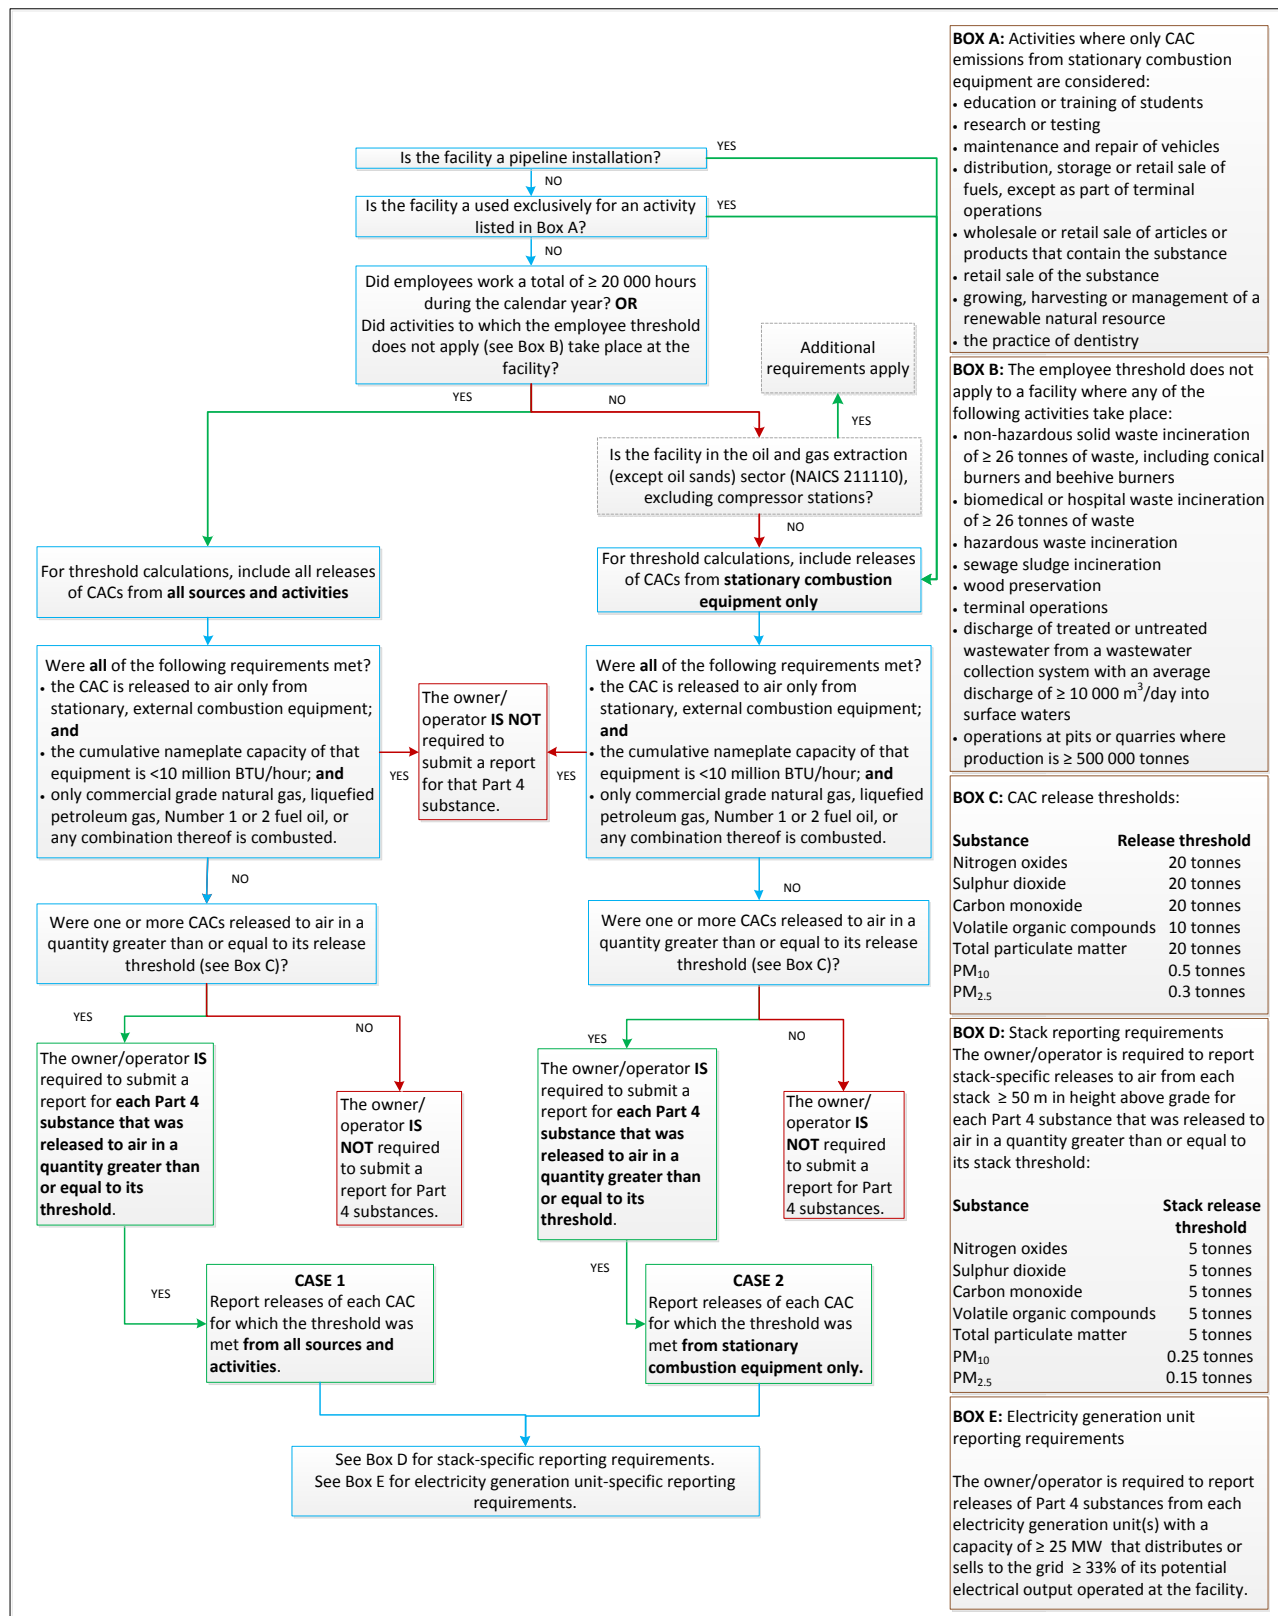 Is the facility a pipeline installation?
YES
NO
Is the facility a used exclusively for an activity
listed in Box A?
YES
NO
Did employees work a total of ≥ 20 000 hours
during the calendar year? OR
Did activities to which the employee threshold
does not apply (see Box B) take place at the
facility?
YES
NO
Additional
requirements apply
YES
Is the facility in the oil and gas extraction
(except oil sands) sector (NAICS 211110),
excluding compressor stations?
NO
For threshold calculations, include all releases
of CACs from all sources and activities
For threshold calculations, include releases
of CACs from stationary combustion
equipment only
Were all of the following requirements met?
• the CAC is released to air only from
stationary, external combustion equipment;
and
• the cumulative nameplate capacity of that
equipment is <10 million BTU/hour; and
• only commercial grade natural gas, liquefied
petroleum gas, Number 1 or 2 fuel oil, or
any combination thereof is combusted.
YES
The owner/
operator IS NOT
required to
submit a report
for that Part 4
substance.
YES
Were all of the following requirements met?
• the CAC is released to air only from
stationary, external combustion equipment;
and
• the cumulative nameplate capacity of that
equipment is <10 million BTU/hour; and
• only commercial grade natural gas, liquefied
petroleum gas, Number 1 or 2 fuel oil, or
any combination thereof is combusted.
NO
NO
Were one or more CACs released to air in a
quantity greater than or equal to its release
threshold (see Box C)?
Were one or more CACs released to air in a
quantity greater than or equal to its release
threshold (see Box C)?
YES
NO
YES
NO
The owner/operator IS
required to submit a
report for each Part 4
substance that was
released to air in a
quantity greater than
or equal to its
threshold.
The owner/
operator IS
NOT required
to submit a
report for Part
4 substances.
The owner/operator IS
required to submit a
report for each Part 4
substance that was
released to air in a
quantity greater than
or equal to its
threshold.
The owner/
operator IS
NOT required
to submit a
report for Part
4 substances.
YES
YES
CASE 1
Report releases of each CAC
for which the threshold was
met from all sources and
activities.
CASE 2
Report releases of each CAC
for which the threshold was
met from stationary
combustion equipment only.
See Box D for stack-specific reporting requirements.
See Box E for electricity generation unit-specific reporting
requirements.
BOX A: Activities where only CAC
emissions from stationary combustion
equipment are considered:
• education or training of students
• research or testing
• maintenance and repair of vehicles
• distribution, storage or retail sale of
fuels, except as part of terminal
operations
• wholesale or retail sale of articles or
products that contain the substance
• retail sale of the substance
• growing, harvesting or management of a
renewable natural resource
• the practice of dentistry
BOX B: The employee threshold does not
apply to a facility where any of the
following activities take place:
• non-hazardous solid waste incineration
of ≥ 26 tonnes of waste, including conical
burners and beehive burners
• biomedical or hospital waste incineration
of ≥ 26 tonnes of waste
• hazardous waste incineration
• sewage sludge incineration
• wood preservation
• terminal operations
• discharge of treated or untreated
wastewater from a wastewater
collection system with an average
discharge of ≥ 10 000 m³/day into
surface waters
• operations at pits or quarries where
production is ≥ 500 000 tonnes
BOX C: CAC release thresholds:
Substance Release threshold
Nitrogen oxides 20 tonnes
Sulphur dioxide 20 tonnes
Carbon monoxide 20 tonnes
Volatile organic compounds 10 tonnes
Total particulate matter 20 tonnes
PM₁₀ 0.5 tonnes
PM₂.₅ 0.3 tonnes
BOX D: Stack reporting requirements
The owner/operator is required to report
stack-specific releases to air from each
stack ≥ 50 m in height above grade for
each Part 4 substance that was released to
air in a quantity greater than or equal to
its stack threshold:
Substance Stack release
threshold
Nitrogen oxides 5 tonnes
Sulphur dioxide 5 tonnes
Carbon monoxide 5 tonnes
Volatile organic compounds 5 tonnes
Total particulate matter 5 tonnes
PM₁₀ 0.25 tonnes
PM₂.₅ 0.15 tonnes
BOX E: Electricity generation unit
reporting requirements
The owner/operator is required to report
releases of Part 4 substances from each
electricity generation unit(s) with a
capacity of ≥ 25 MW that distributes or
sells to the grid ≥ 33% of its potential
electrical output operated at the facility.